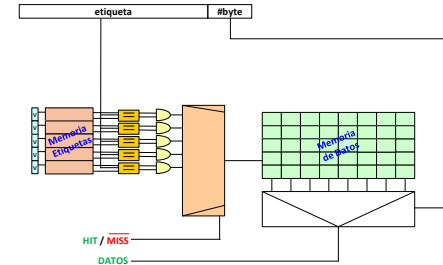 etiqueta #byte
v
v
v
v
v
=
=
=
=
=
Memoria
Etiquetas
Memoria
de Datos
HIT / MISS
DATOS